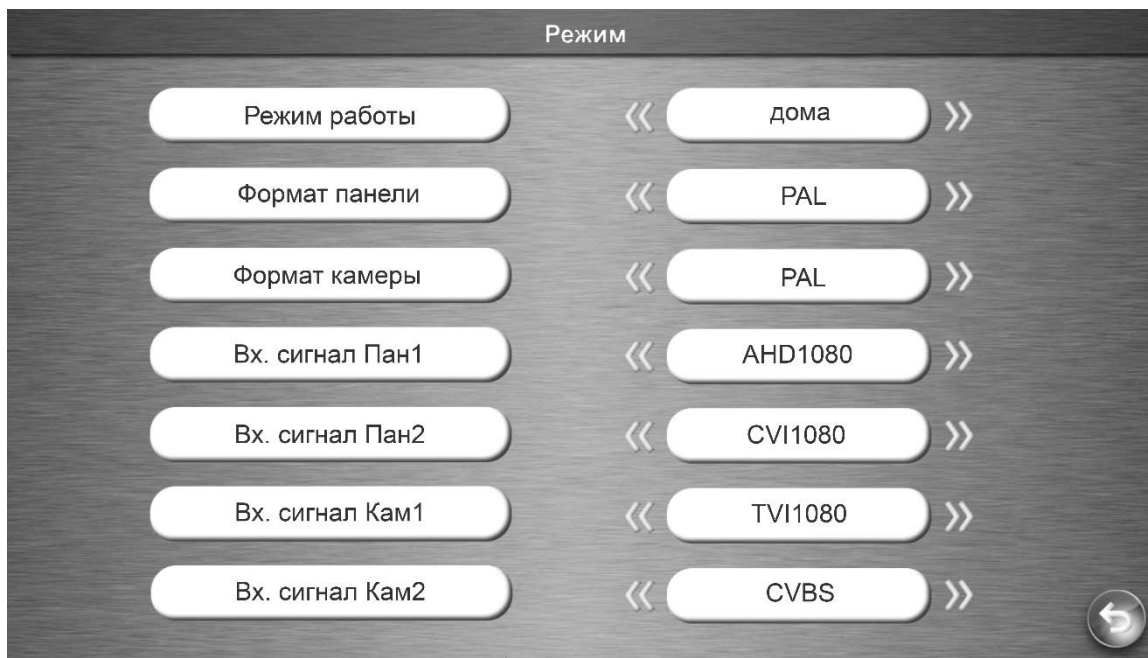 Режим
Режим работы дома
Формат панели PAL
Формат камеры PAL
Вх. сигнал Пан1 AHD1080
Вх. сигнал Пан2 CVI1080
Вх. сигнал Кам1 TVI1080
Вх. сигнал Кам2 CVBS